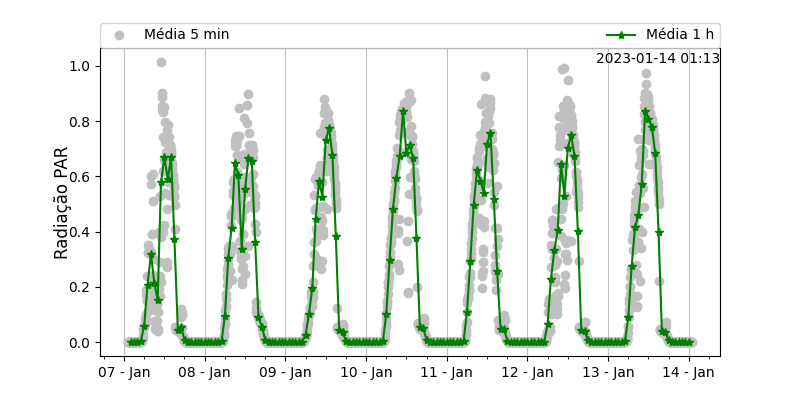 Média 5 min
Média 1 h
2023-01-14 01:13
Radiação PAR
1.0
0.8
0.6
0.4
0.2
0.0
07 - Jan
08 - Jan
09 - Jan
10 - Jan
11 - Jan
12 - Jan
13 - Jan
14 - Jan